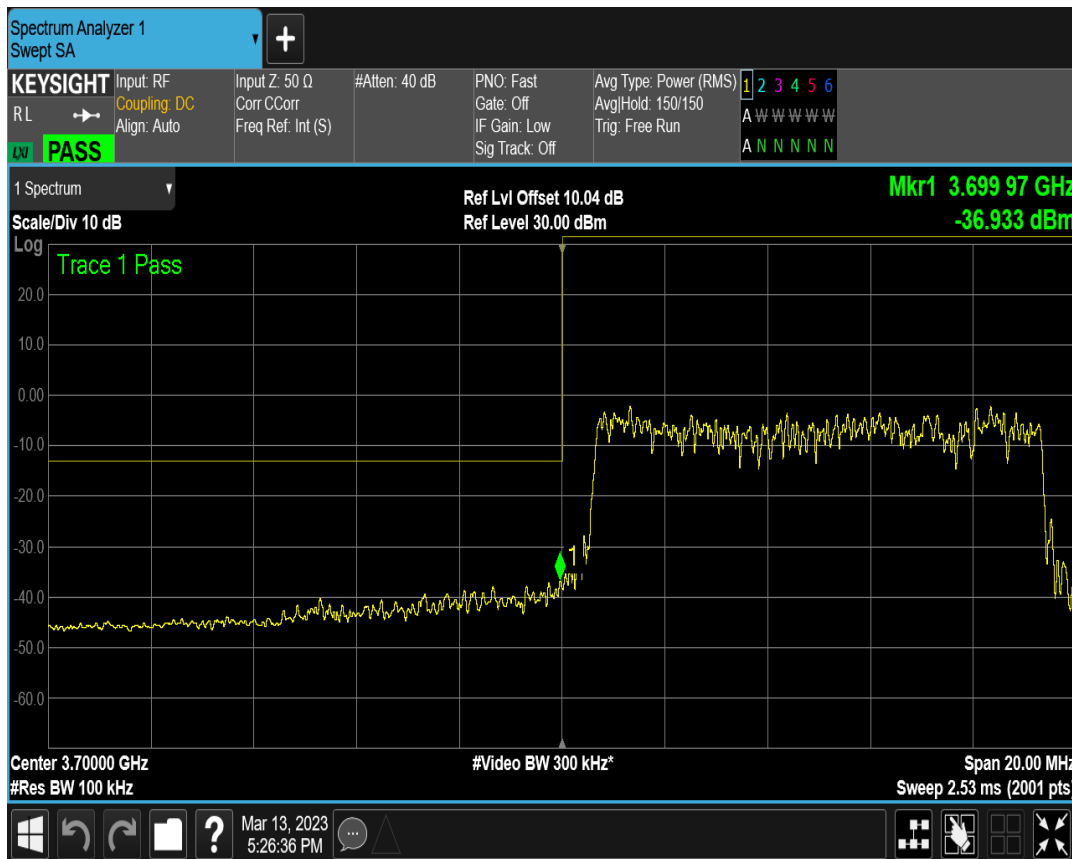 Spectrum Analyzer 1
Swept SA
+
KEYSIGHT
RL
LXI PASS
Input: RF
Coupling: DC
Align: Auto
Input Z: 50 Ω
Corr CCorr
Freq Ref: Int (S)
#Atten: 40 dB
PNO: Fast
Gate: Off
IF Gain: Low
Sig Track: Off
Avg Type: Power (RMS)
Avg|Hold: 150/150
Trig: Free Run
1 2 3 4 5 6
A W W W W W
A N N N N N
1 Spectrum
Scale/Div 10 dB
Ref Lvl Offset 10.04 dB
Ref Level 30.00 dBm
Mkr1 3.699 97 GHz
-36.933 dBm
Log
Trace 1 Pass
20.0
10.0
0.00
-10.0
-20.0
-30.0
1
-40.0
-50.0
-60.0
Center 3.70000 GHz
#Res BW 100 kHz
#Video BW 300 kHz*
Span 20.00 MHz
Sweep 2.53 ms (2001 pts)
?
Mar 13, 2023
5:26:36 PM